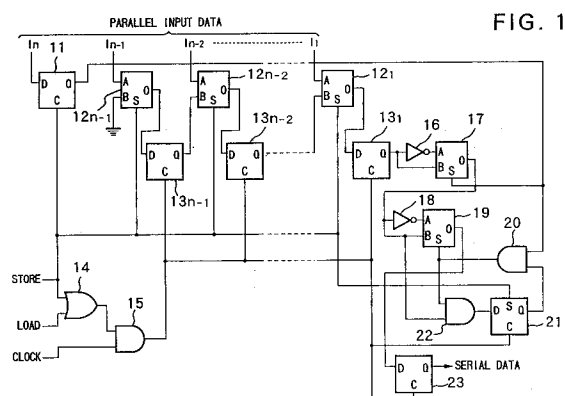 FIG. 1
PARALLEL INPUT DATA
In 11 In-1 In-2 I1
D Q C
A B O S 12n-1
A B O S 12n-2
A B O S 121
D Q C 13n-1
D Q 13n-2 C
D Q 131 C
16 A B O S 17
18 A B O S 19
20
STORE
14
LOAD
15
CLOCK
22
D S Q C 21
D Q C 23
SERIAL DATA